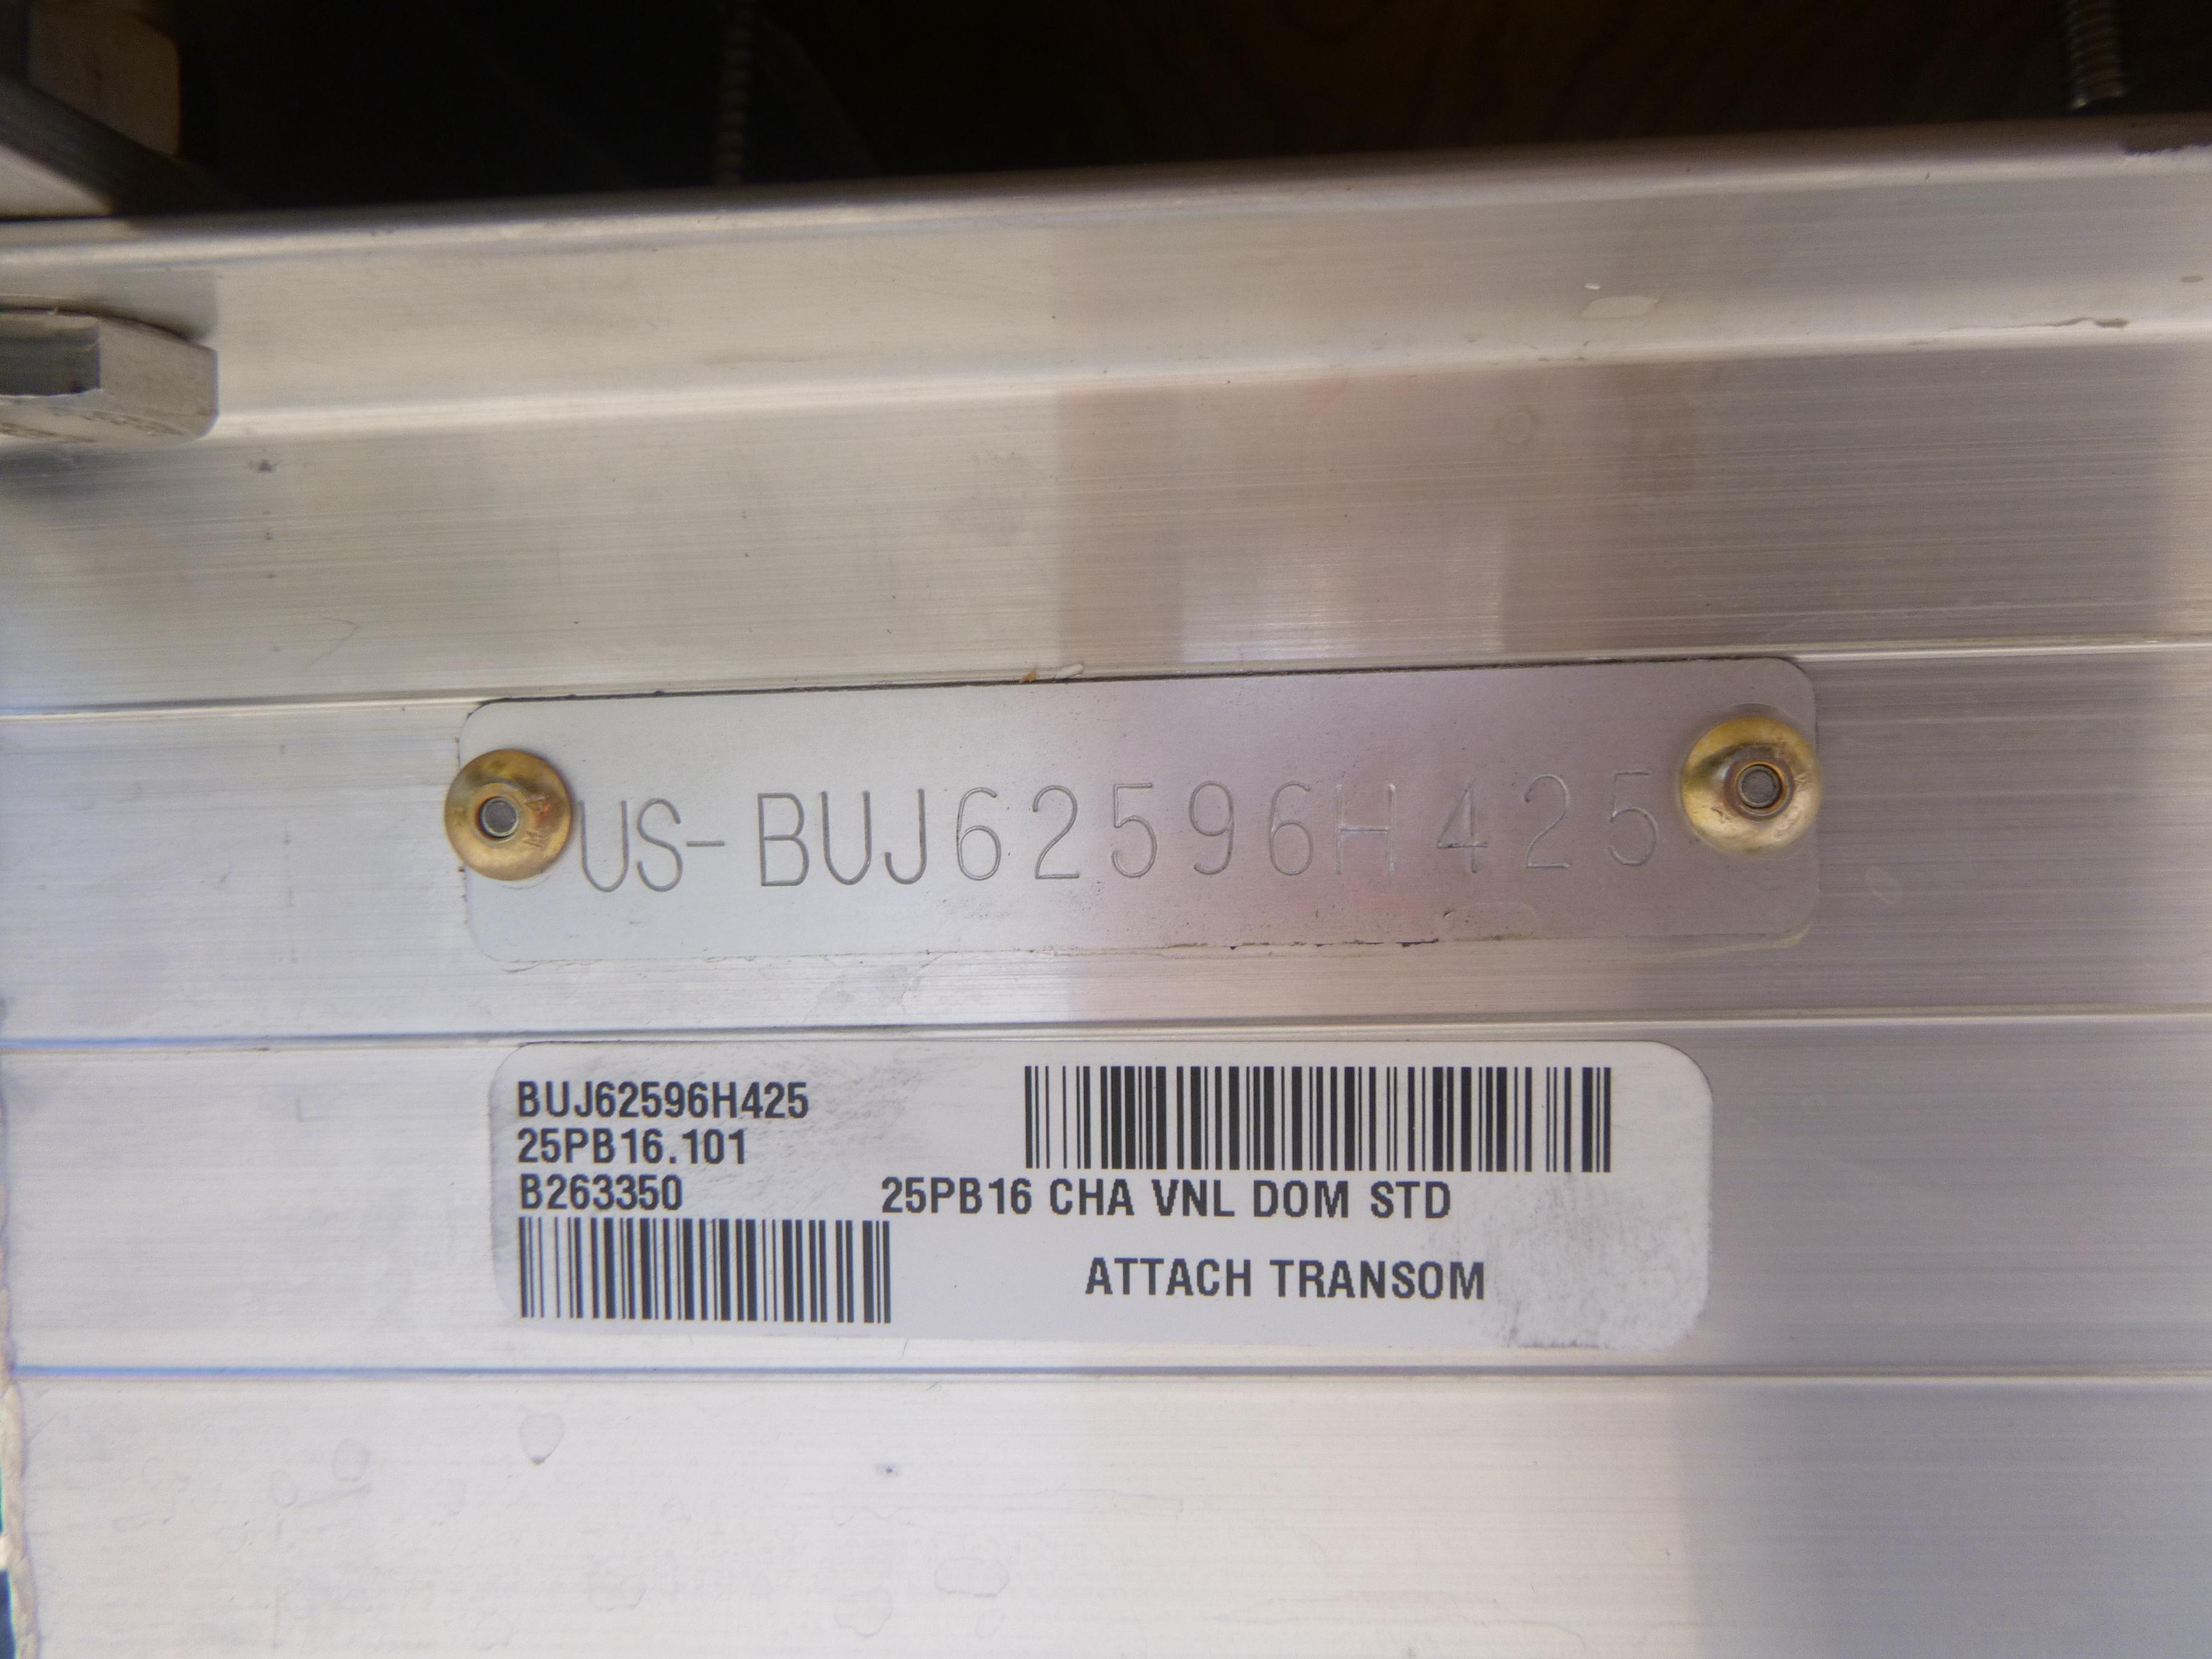 US-BUJ62596H425
BUJ62596H425
25PB16.101
B263350
25PB16 CHA VNL DOM STD
ATTACH TRANSOM